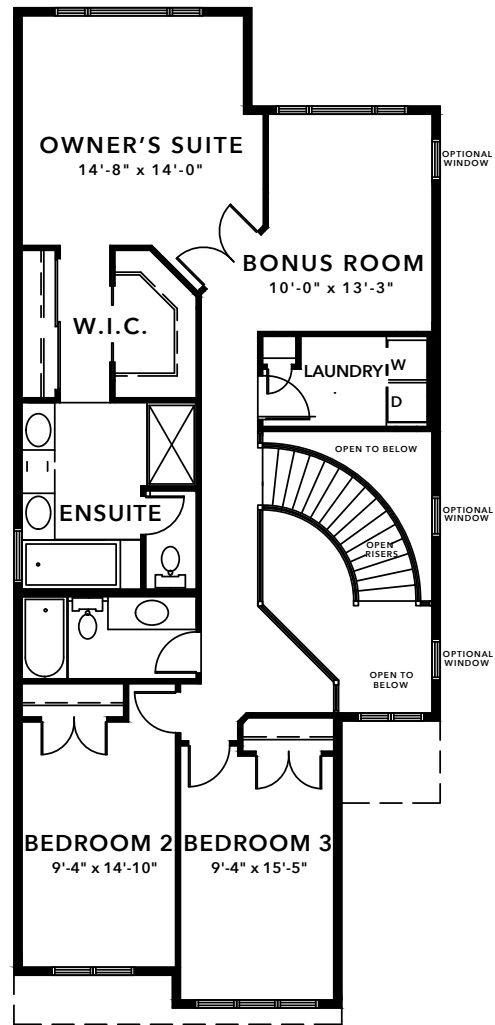 OWNER'S SUITE
14'-8" x 14'-0"
OPTIONAL
WINDOW
BONUS ROOM
10'-0" x 13'-3"
W.I.C.
LAUNDRY
W
D
OPEN TO BELOW
ENSUITE
OPEN
RISERS
OPTIONAL
WINDOW
OPTIONAL
WINDOW
OPEN TO
BELOW
BEDROOM 2
9'-4" x 14'-10"
BEDROOM 3
9'-4" x 15'-5"